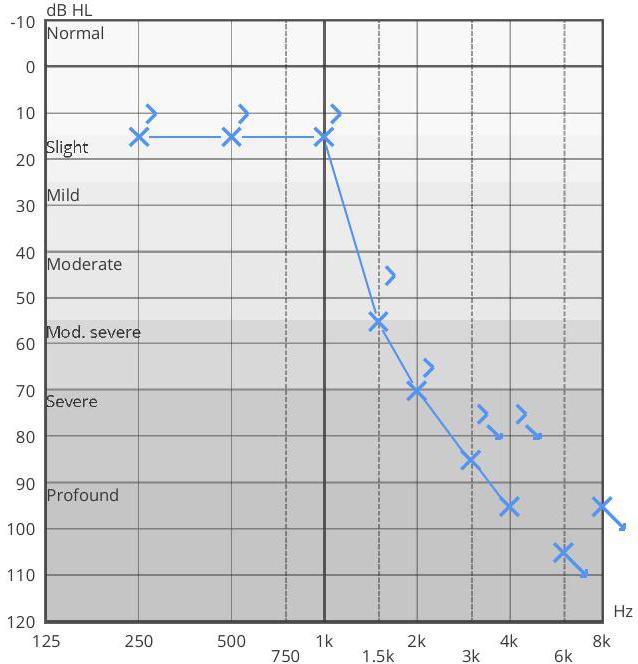 dB HL
-10
Normal
0
10
Slight
20
Mild
30
40
Moderate
50
Mod. severe
60
70
Severe
80
90
Profound
100
110
120
Hz
125 250 500 1k 2k 4k 8k
750 1.5k 3k 6k